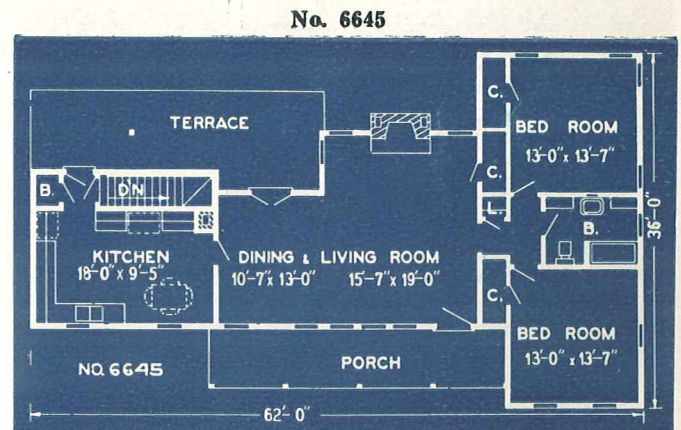 No. 6645
TERRACE
C.
BED ROOM
13'-0" x 13'-7"
C.
B.
D'N
L.
B.
36'-0"
KITCHEN
18'-0" x 9'-5"
DINING & LIVING ROOM
10'-7" x 13'-0" 15'-7" x 19'-0"
C.
BED ROOM
13'-0" x 13'-7"
PORCH
NO. 6645
62'-0"